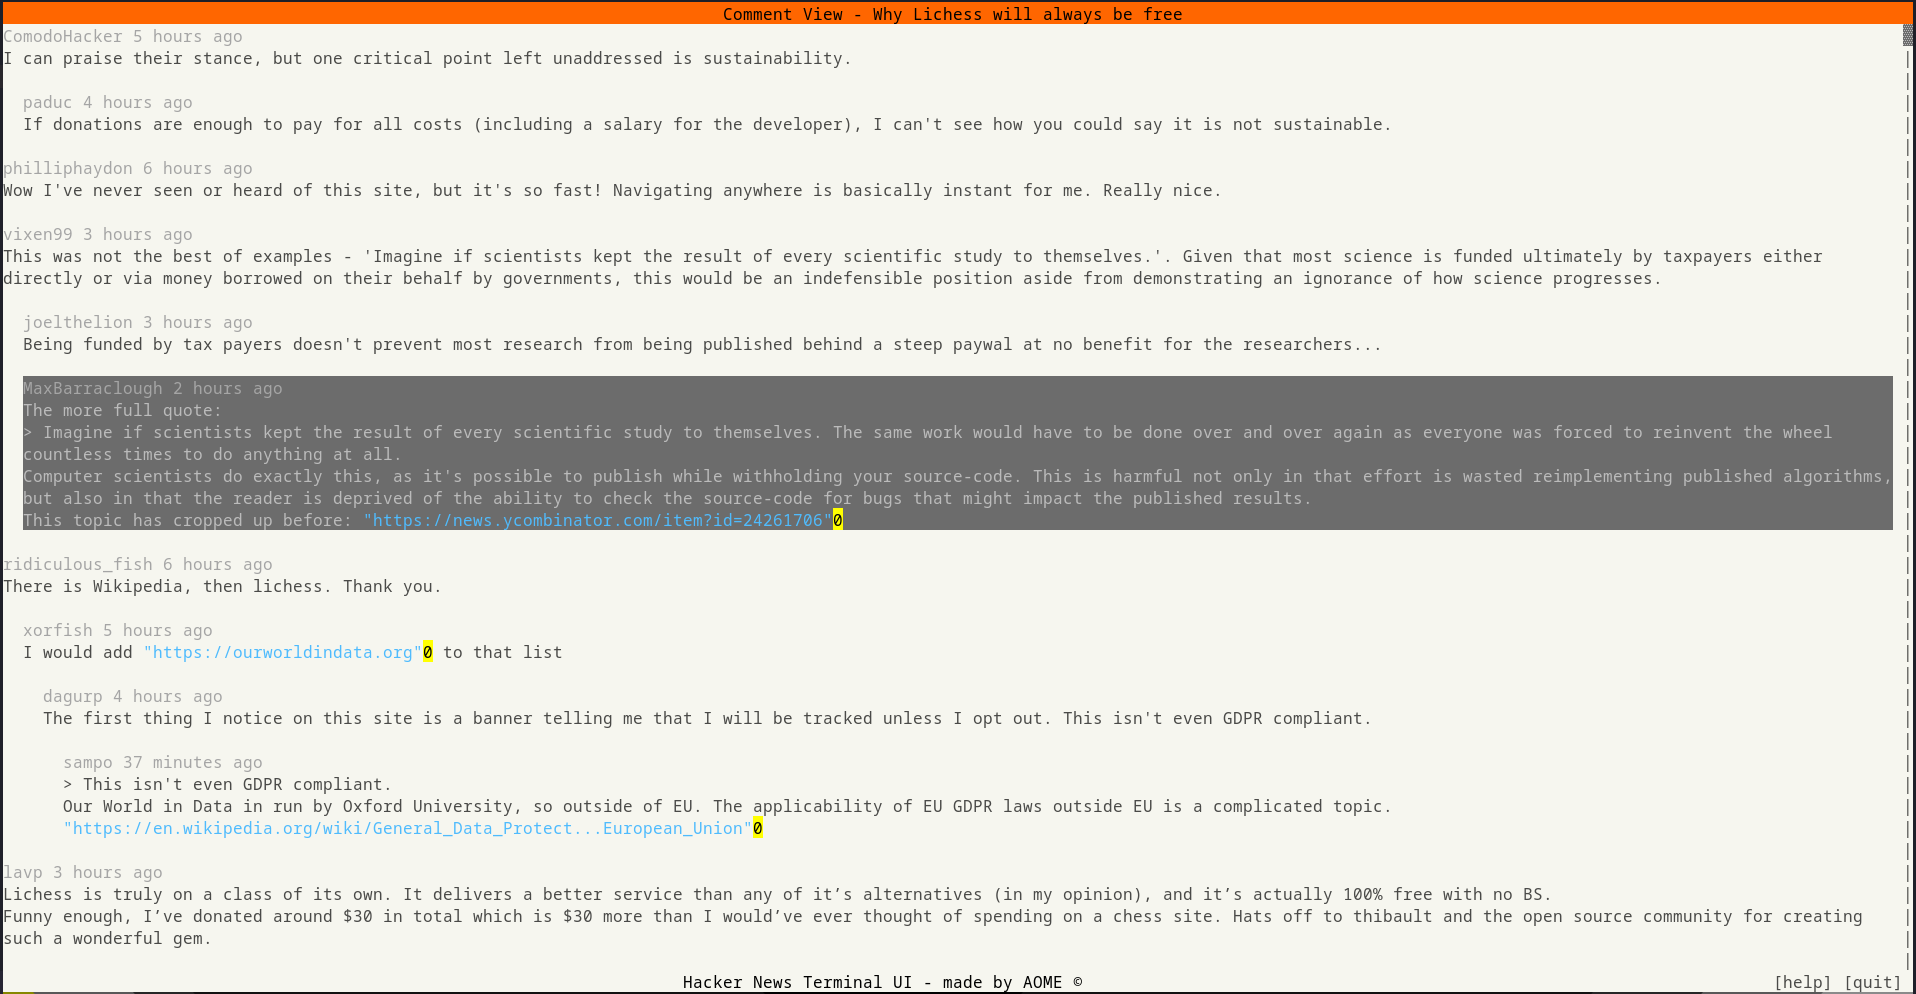 Comment View - Why Lichess will always be free
ComodoHacker 5 hours ago
I can praise their stance, but one critical point left unaddressed is sustainability.
paduc 4 hours ago
If donations are enough to pay for all costs (including a salary for the developer), I can't see how you could say it is not sustainable.
philliphaydon 6 hours ago
Wow I've never seen or heard of this site, but it's so fast! Navigating anywhere is basically instant for me. Really nice.
vixen99 3 hours ago
This was not the best of examples - 'Imagine if scientists kept the result of every scientific study to themselves.'. Given that most science is funded ultimately by taxpayers either
directly or via money borrowed on their behalf by governments, this would be an indefensible position aside from demonstrating an ignorance of how science progresses.
joelthelion 3 hours ago
Being funded by tax payers doesn't prevent most research from being published behind a steep paywal at no benefit for the researchers...
MaxBarraclough 2 hours ago
The more full quote:
> Imagine if scientists kept the result of every scientific study to themselves. The same work would have to be done over and over again as everyone was forced to reinvent the wheel
countless times to do anything at all.
Computer scientists do exactly this, as it's possible to publish while withholding your source-code. This is harmful not only in that effort is wasted reimplementing published algorithms,
but also in that the reader is deprived of the ability to check the source-code for bugs that might impact the published results.
This topic has cropped up before: "https://news.ycombinator.com/item?id=24261706"0
ridiculous_fish 6 hours ago
There is Wikipedia, then lichess. Thank you.
xorfish 5 hours ago
I would add "https://ourworldindata.org"0 to that list
dagurp 4 hours ago
The first thing I notice on this site is a banner telling me that I will be tracked unless I opt out. This isn't even GDPR compliant.
sampo 37 minutes ago
> This isn't even GDPR compliant.
Our World in Data in run by Oxford University, so outside of EU. The applicability of EU GDPR laws outside EU is a complicated topic.
"https://en.wikipedia.org/wiki/General_Data_Protect...European_Union"0
lavp 3 hours ago
Lichess is truly on a class of its own. It delivers a better service than any of it’s alternatives (in my opinion), and it’s actually 100% free with no BS.
Funny enough, I’ve donated around $30 in total which is $30 more than I would’ve ever thought of spending on a chess site. Hats off to thibault and the open source community for creating
such a wonderful gem.
Hacker News Terminal UI - made by AOME ©
[help] [quit]